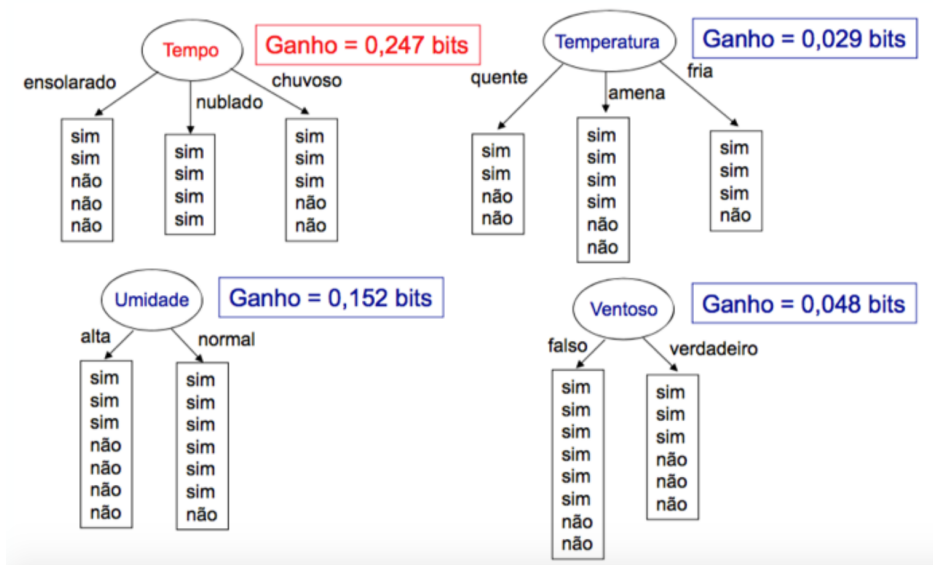 Tempo
Ganho = 0,247 bits
ensolarado
nublado
chuvoso
sim
sim
não
não
não
sim
sim
sim
sim
sim
sim
sim
não
não
Temperatura
Ganho = 0,029 bits
quente
amena
fria
sim
sim
não
não
sim
sim
sim
sim
não
não
sim
sim
sim
não
Umidade
Ganho = 0,152 bits
alta
normal
sim
sim
sim
não
não
não
não
sim
sim
sim
sim
sim
sim
não
Ventoso
Ganho = 0,048 bits
falso
verdadeiro
sim
sim
sim
sim
sim
sim
não
não
sim
sim
sim
não
não
não